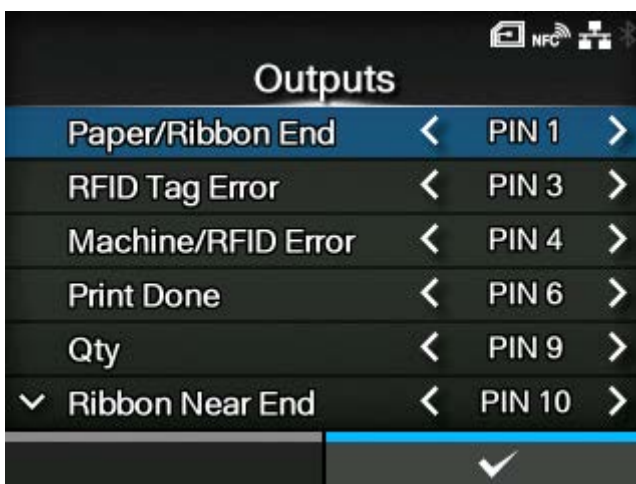 NFC
Outputs
Paper/Ribbon End < PIN 1 >
RFID Tag Error < PIN 3 >
Machine/RFID Error < PIN 4 >
Print Done < PIN 6 >
Qty < PIN 9 >
Ribbon Near End < PIN 10 >